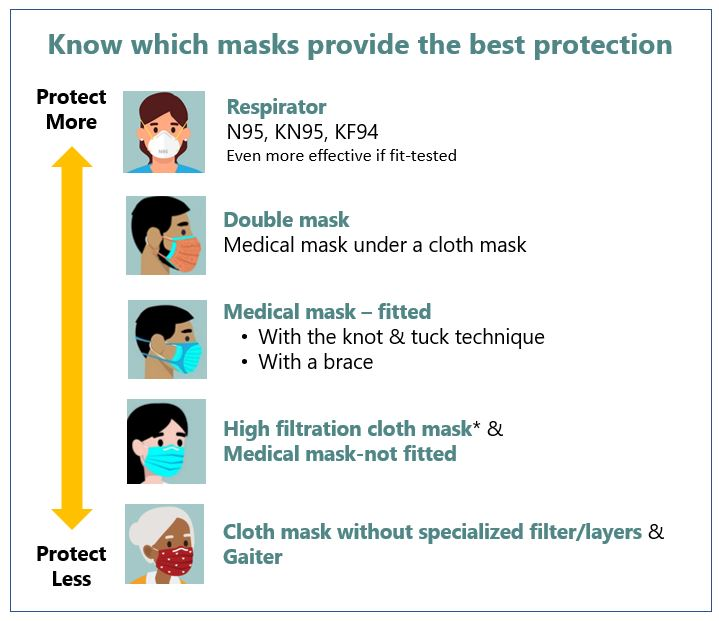 Know which masks provide the best protection
Protect
More
Respirator
N95, KN95, KF94
Even more effective if fit-tested
Double mask
Medical mask under a cloth mask
Medical mask – fitted
• With the knot & tuck technique
• With a brace
High filtration cloth mask* &
Medical mask-not fitted
Cloth mask without specialized filter/layers &
Gaiter
Protect
Less